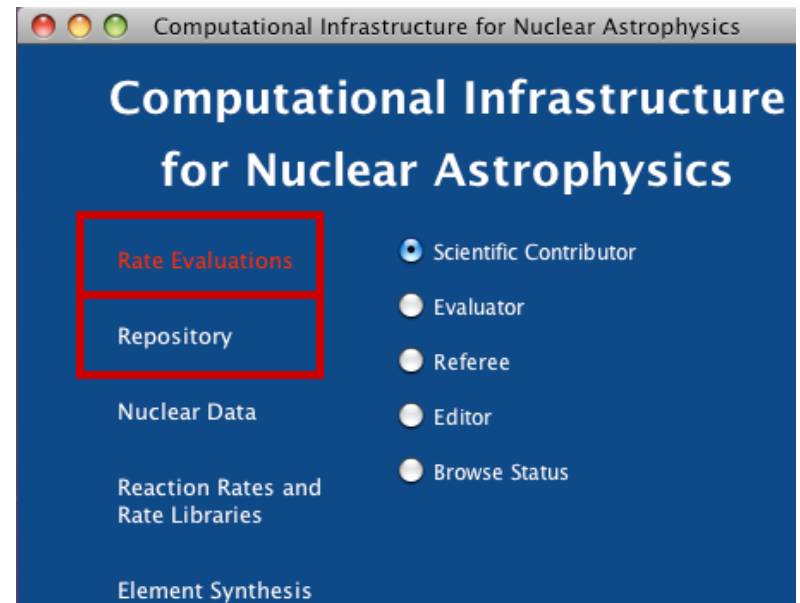 Computational Infrastructure for Nuclear Astrophysics
Computational Infrastructure
for Nuclear Astrophysics
Rate Evaluations
Repository
Nuclear Data
Reaction Rates and
Rate Libraries
Element Synthesis
Scientific Contributor
Evaluator
Referee
Editor
Browse Status